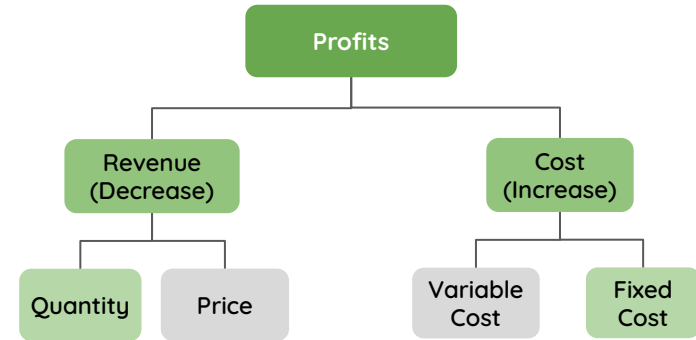 Profits
Revenue
(Decrease)
Cost
(Increase)
Quantity
Price
Variable
Cost
Fixed
Cost